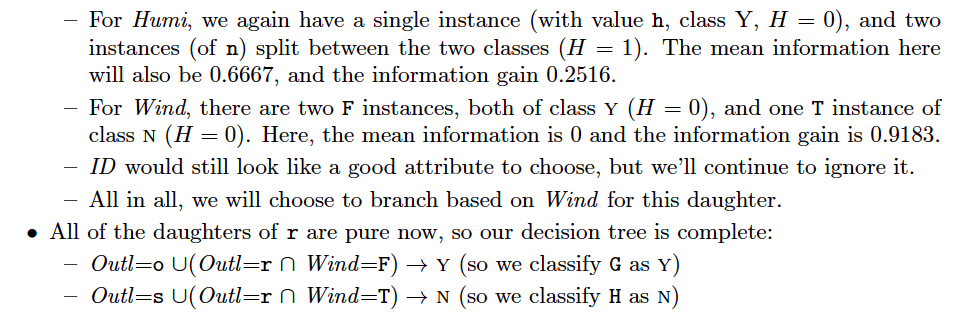 – For Humi, we again have a single instance (with value h, class Y, H = 0), and two
instances (of n) split between the two classes (H = 1). The mean information here
will also be 0.6667, and the information gain 0.2516.
– For Wind, there are two F instances, both of class Y (H = 0), and one T instance of
class N (H = 0). Here, the mean information is 0 and the information gain is 0.9183.
– ID would still look like a good attribute to choose, but we'll continue to ignore it.
– All in all, we will choose to branch based on Wind for this daughter.
• All of the daughters of r are pure now, so our decision tree is complete:
– Outl=o ∪(Outl=r ∩ Wind=F) → Y (so we classify G as Y)
– Outl=s ∪(Outl=r ∩ Wind=T) → N (so we classify H as N)